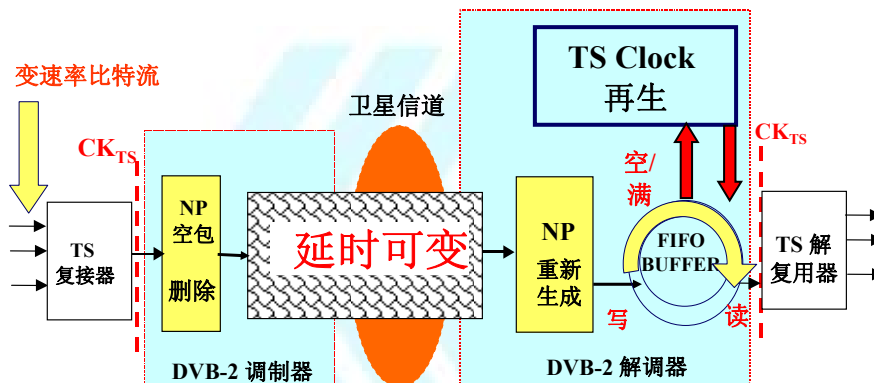 变速率比特流
CK_TS
TS
复接器
NP
空包
删除
DVB-2 调制器
卫星信道
延时可变
NP
重新
生成
写
TS Clock
再生
空/
满
FIFO
BUFFER
读
DVB-2 解调器
CK_TS
TS 解
复用器